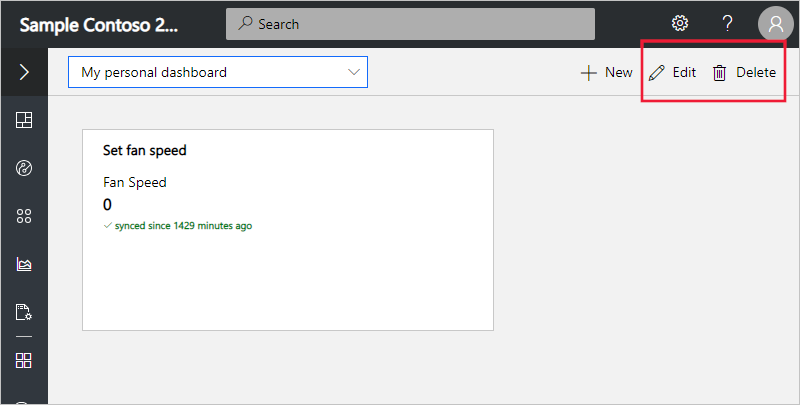 Sample Contoso 2...
Search
?
My personal dashboard
New
Edit
Delete
Set fan speed
Fan Speed
0
synced since 1429 minutes ago